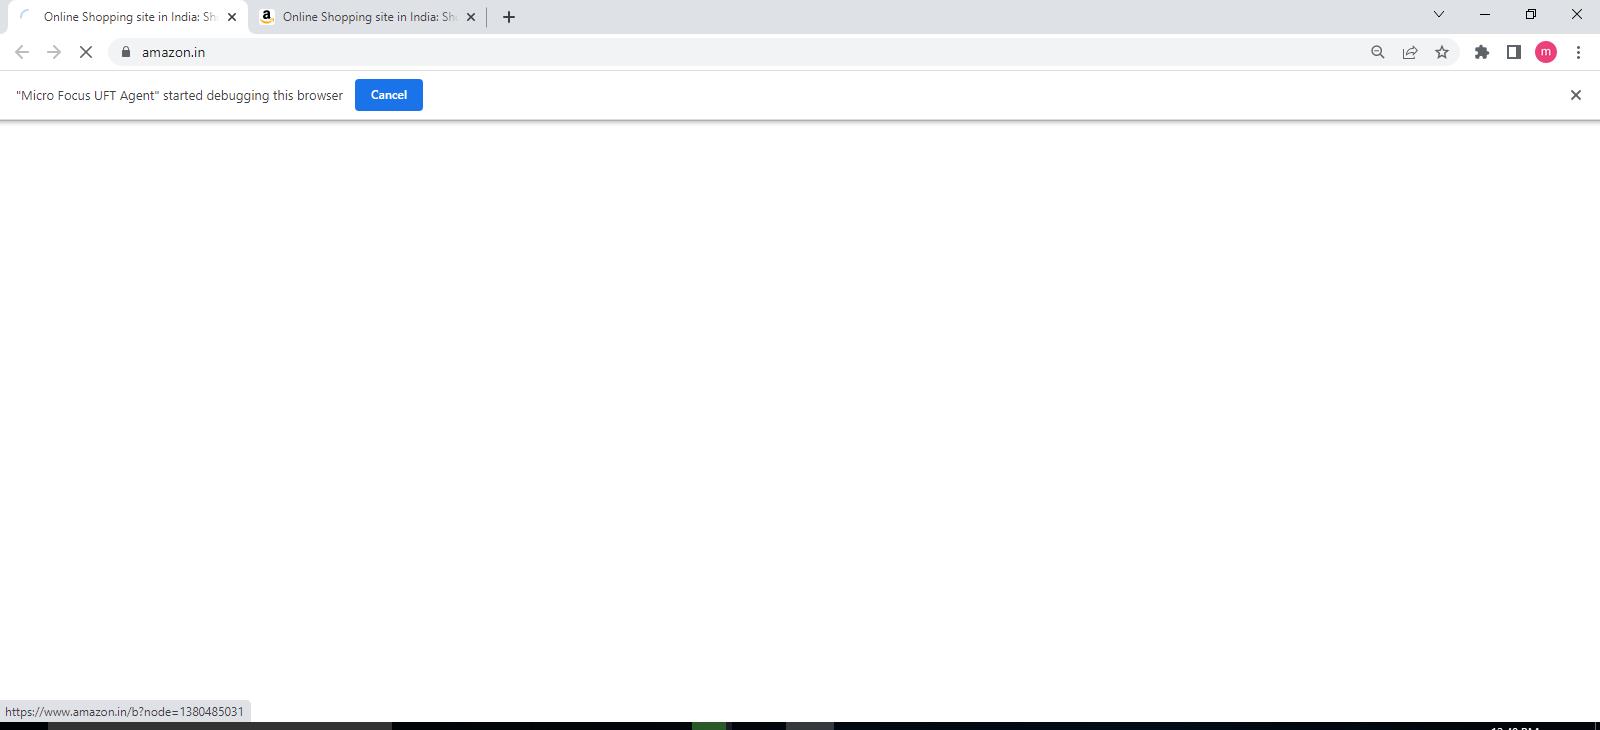 Online Shopping site in India: Sh
a Online Shopping site in India: Sh
amazon.in
m
"Micro Focus UFT Agent" started debugging this browser
Cancel
https://www.amazon.in/b?node=1380485031